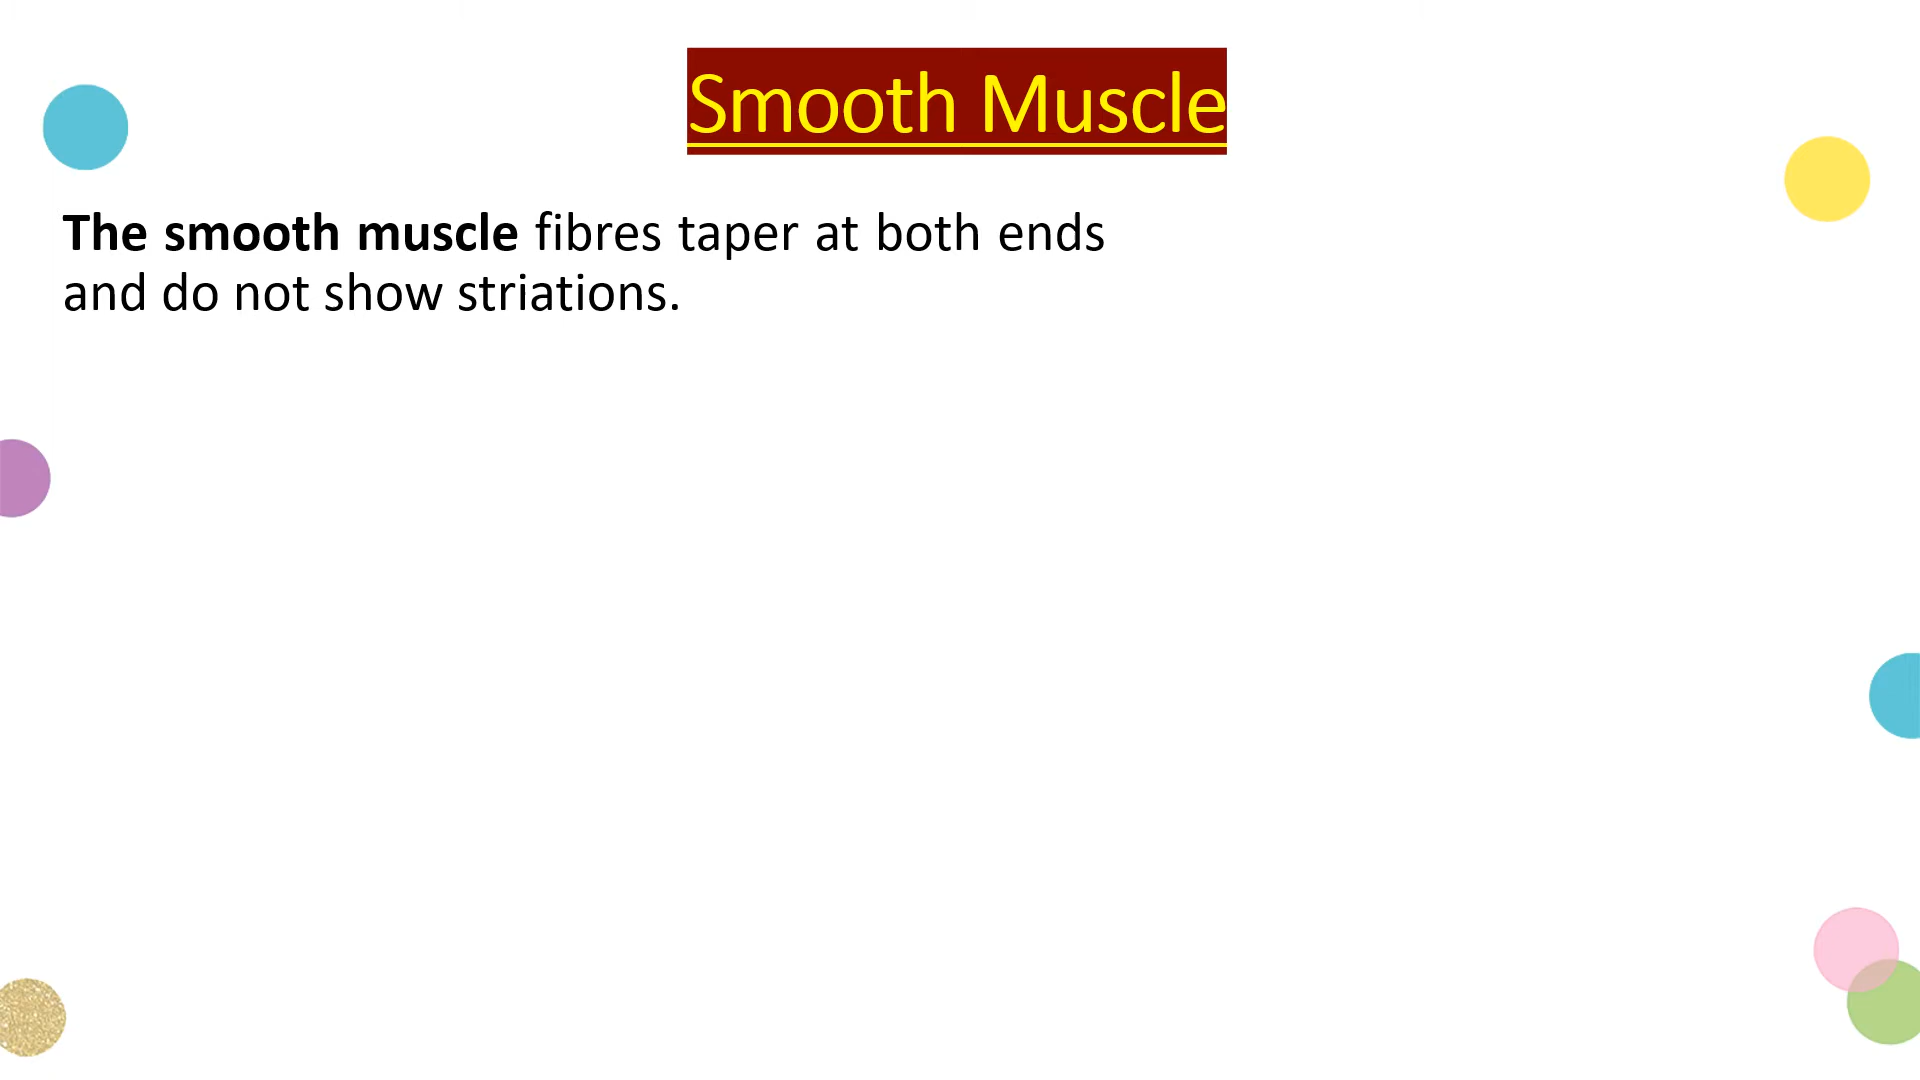 Smooth Muscle
The smooth muscle fibres taper at both ends
and do not show striations.